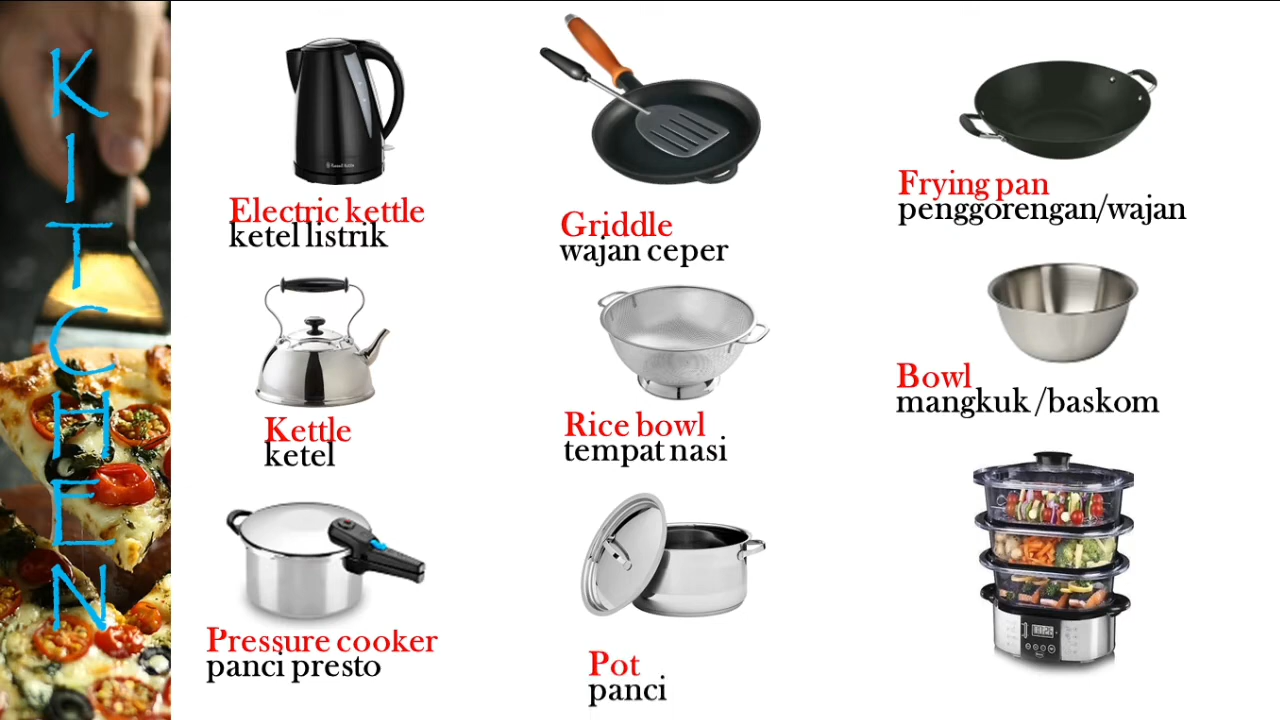 KITCHEN
Electric kettle
ketel listrik
Griddle
wajan ceper
Frying pan
penggorengan/wajan
Kettle
ketel
Rice bowl
tempat nasi
Bowl
mangkuk /baskom
Pressure cooker
panci presto
Pot
panci